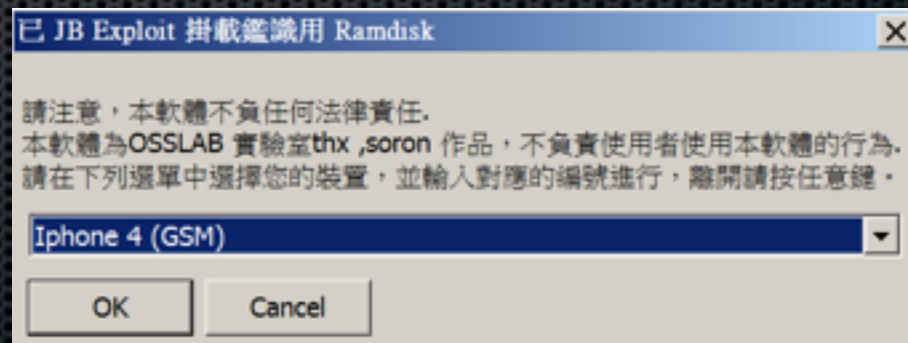 已 JB Exploit 掛載鑑識用 Ramdisk
請注意，本軟體不負任何法律責任.
本軟體為OSSLAB 實驗室thx ,soron 作品，不負責使用者使用本軟體的行為.
請在下列選單中選擇您的裝置，並輸入對應的編號進行，離開請按任意鍵。
Iphone 4 (GSM)
OK Cancel